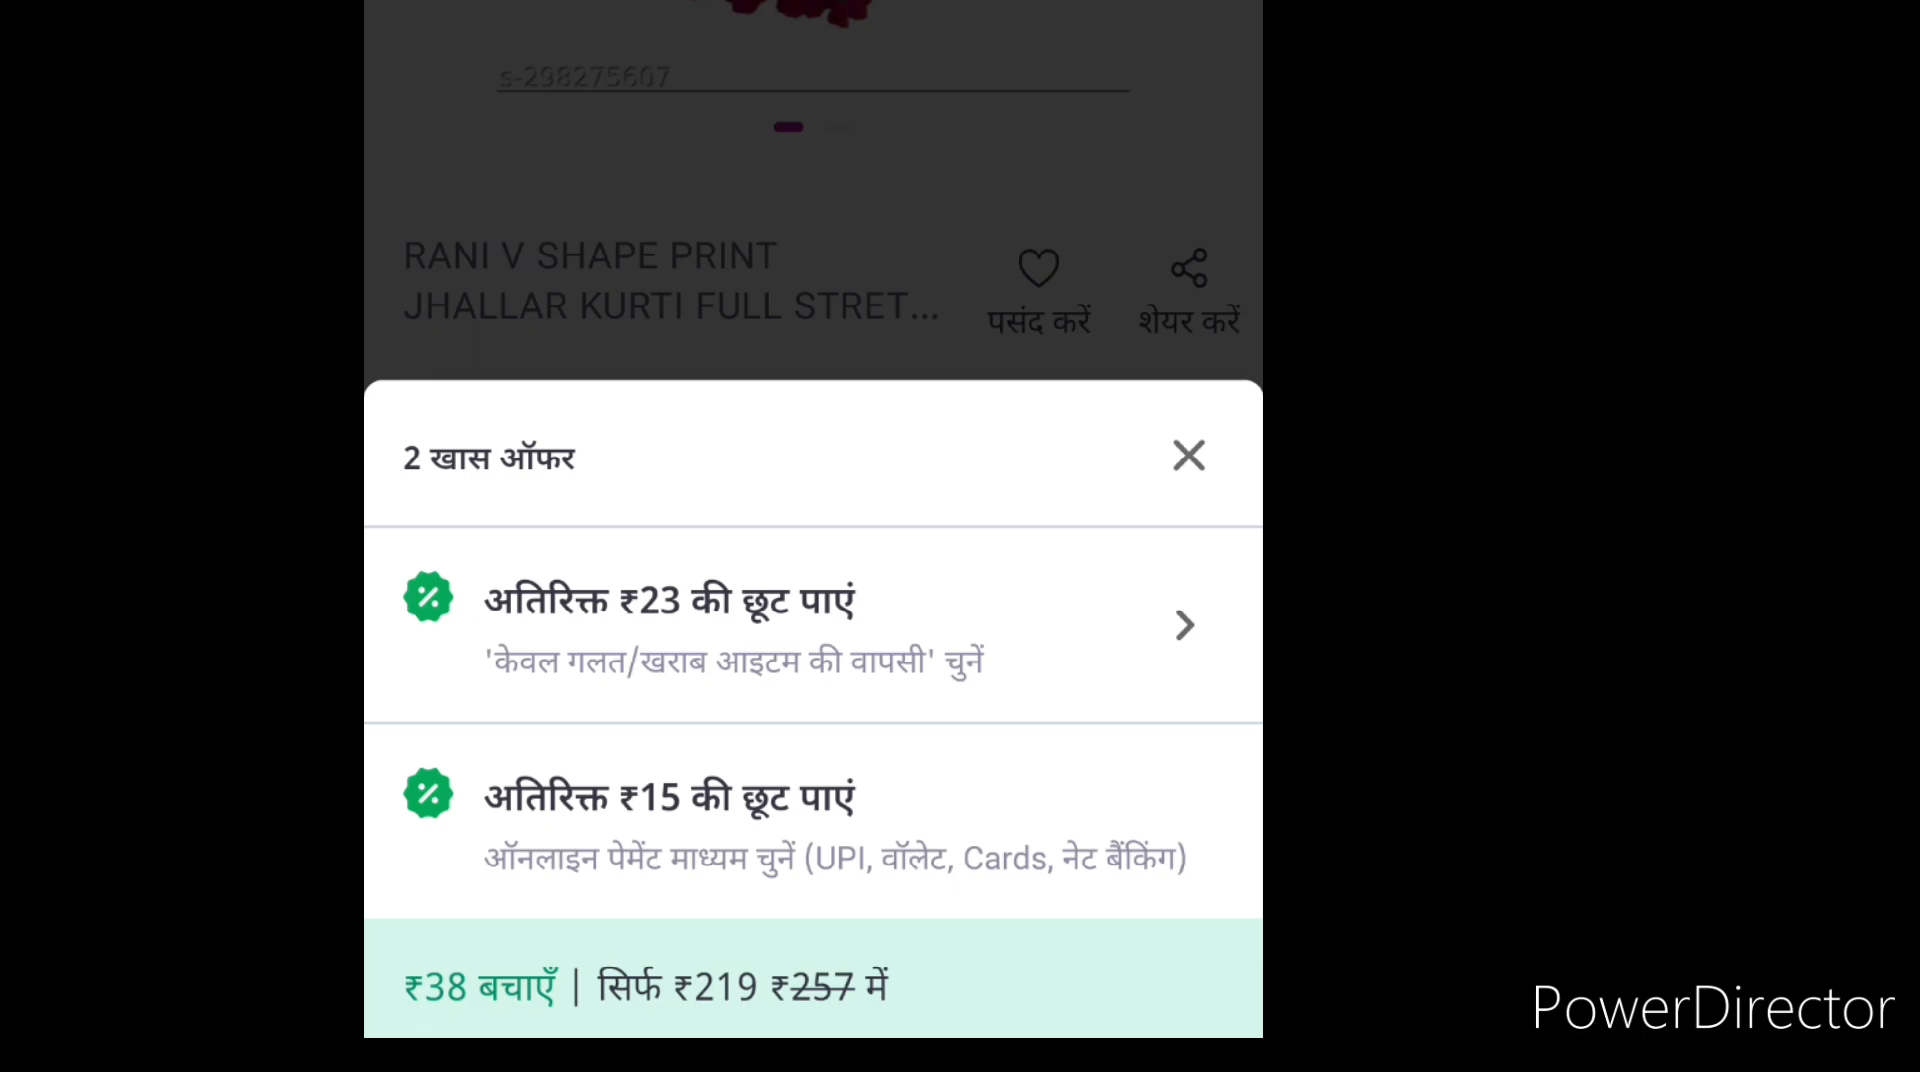 s-298275607
RANI V SHAPE PRINT
JHALLAR KURTI FULL STRET...
पसंद करें
शेयर करें
2 खास ऑफर
अतिरिक्त ₹23 की छूट पाएं
'केवल गलत/खराब आइटम की वापसी' चुनें
अतिरिक्त ₹15 की छूट पाएं
ऑनलाइन पेमेंट माध्यम चुनें (UPI, वॉलेट, Cards, नेट बैंकिंग)
₹38 बचाएँ | सिर्फ ₹219 ₹257 में
PowerDirector